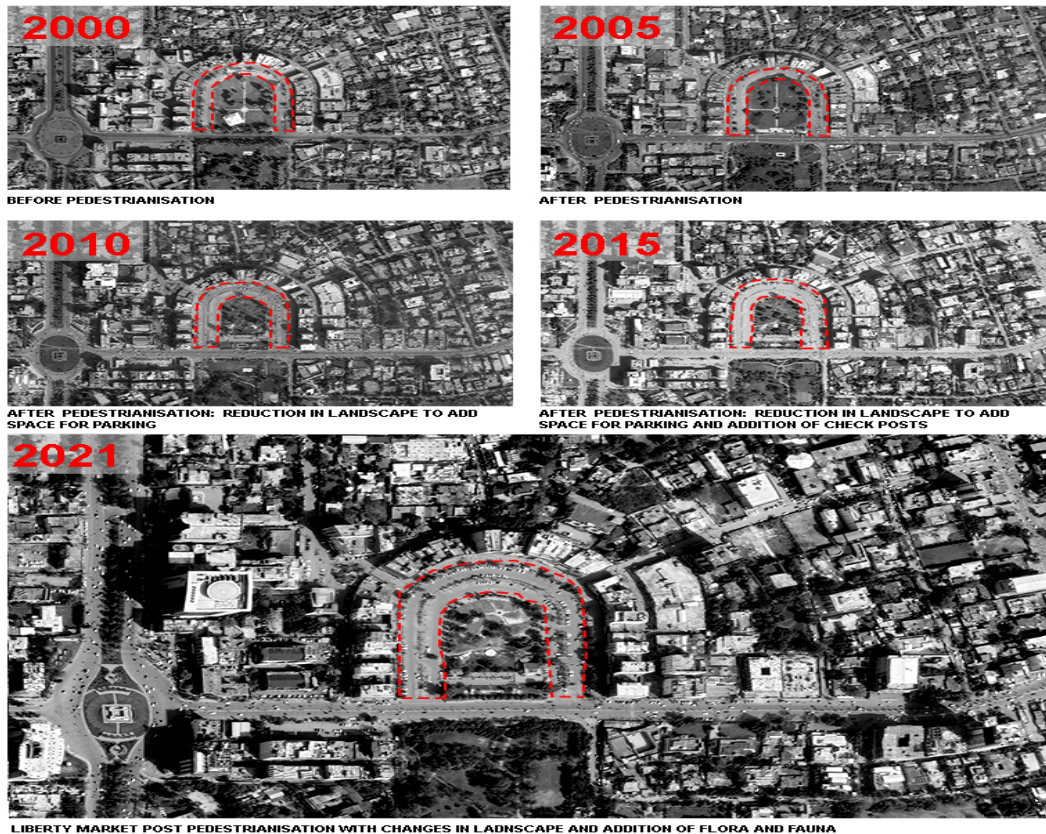 2000
2005
BEFORE PEDESTRIANISATION
AFTER PEDESTRIANISATION
2010
2015
AFTER PEDESTRIANISATION: REDUCTION IN LANDSCAPE TO ADD
SPACE FOR PARKING
AFTER PEDESTRIANISATION: REDUCTION IN LANDSCAPE TO ADD
SPACE FOR PARKING AND ADDITION OF CHECK POSTS
2021
LIBERTY MARKET POST PEDESTRIANISATION WITH CHANGES IN LADNSCAPE AND ADDITION OF FLORA AND FAUNA